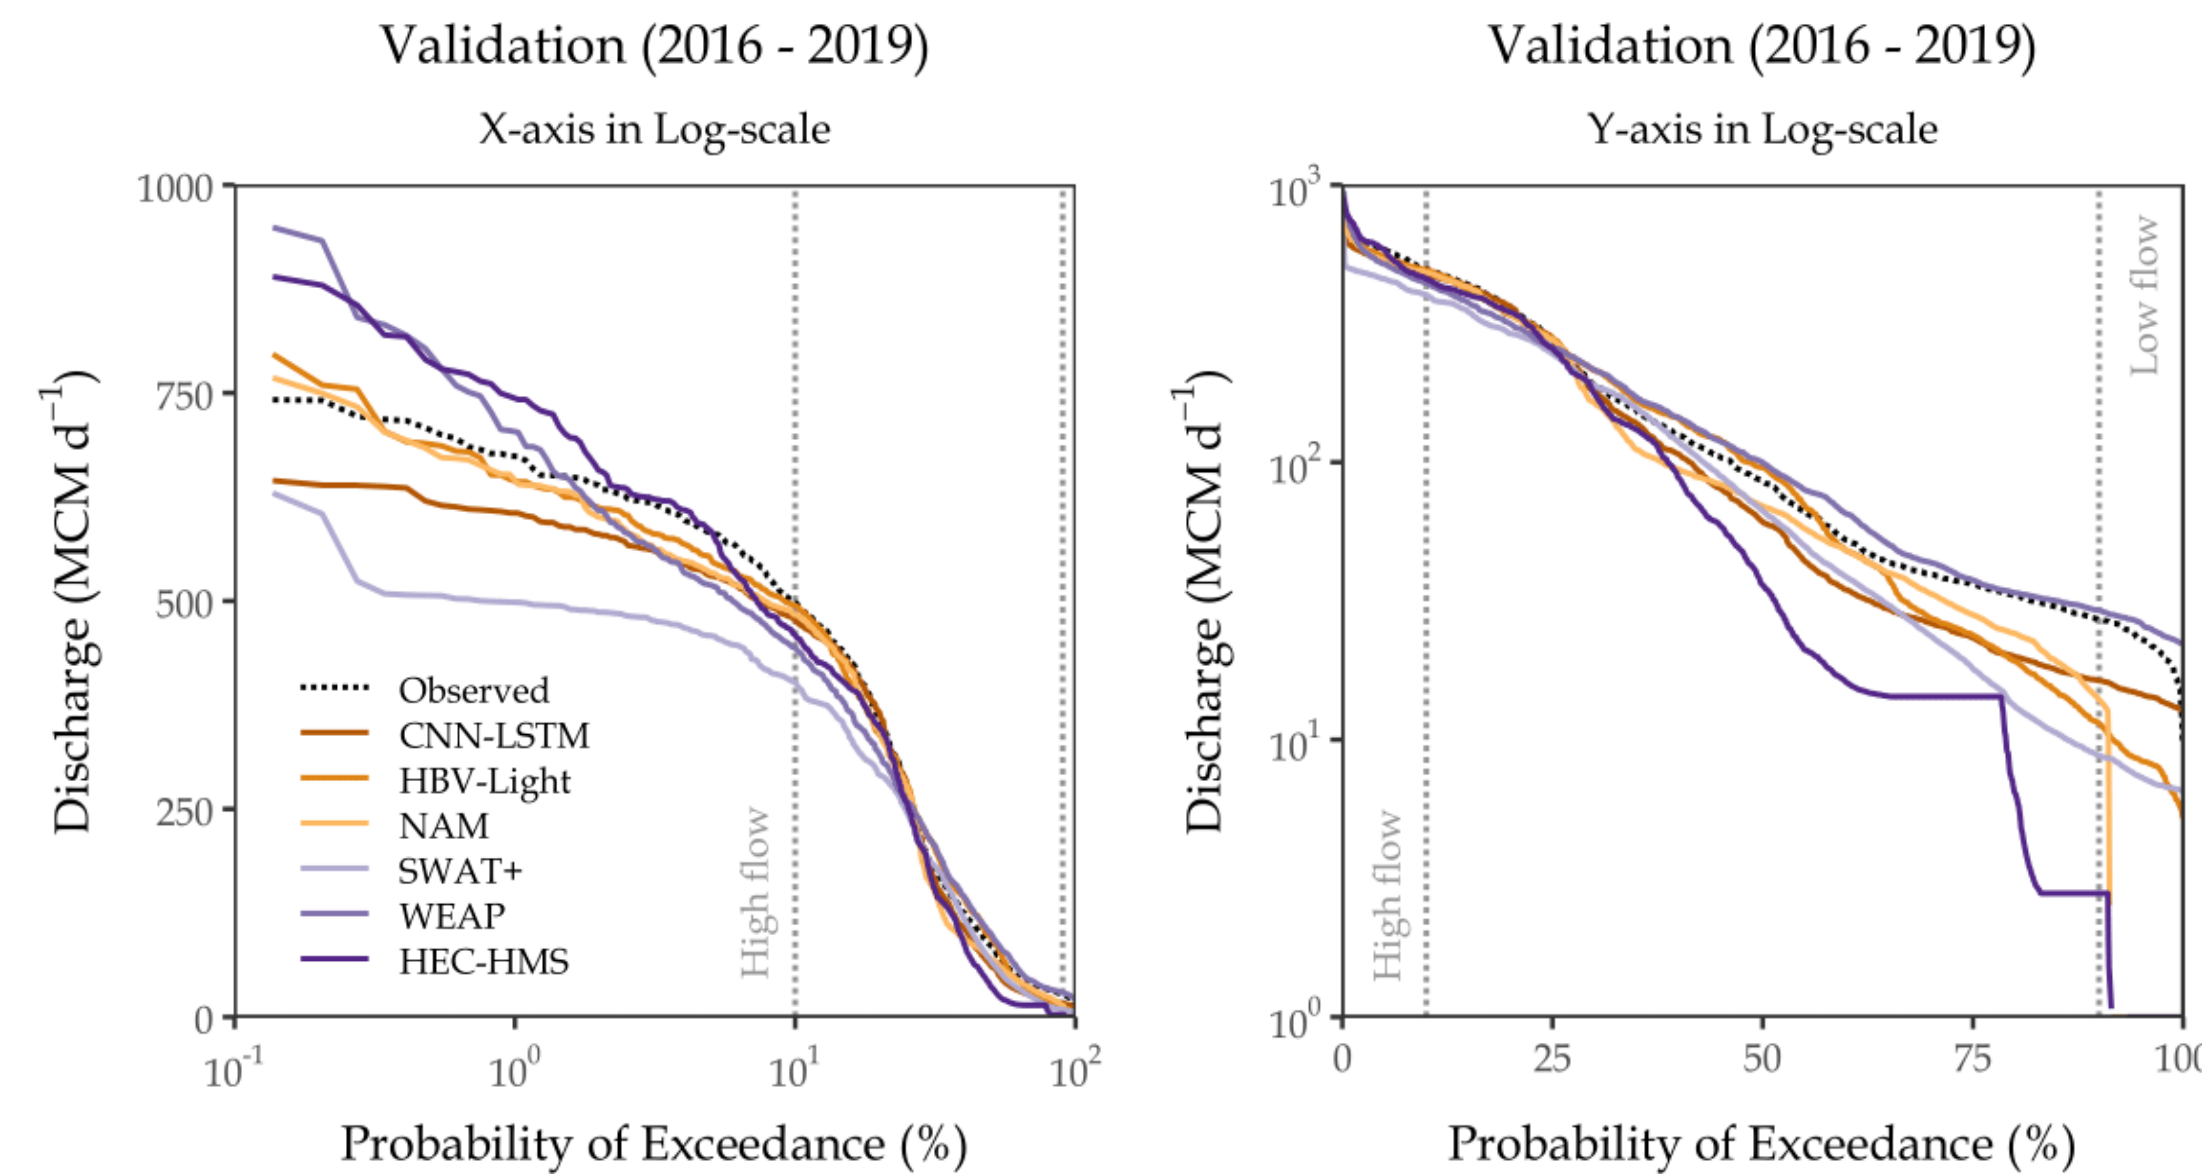 Validation (2016 - 2019)
X-axis in Log-scale
1000
750
500
250
0
Discharge (MCM d⁻¹)
High flow
Observed
CNN-LSTM
HBV-Light
NAM
SWAT+
WEAP
HEC-HMS
10⁻¹
10⁰
10¹
10²
Probability of Exceedance (%)
Validation (2016 - 2019)
Y-axis in Log-scale
10³
10²
10¹
10⁰
Discharge (MCM d⁻¹)
High flow
Low flow
0
25
50
75
100
Probability of Exceedance (%)